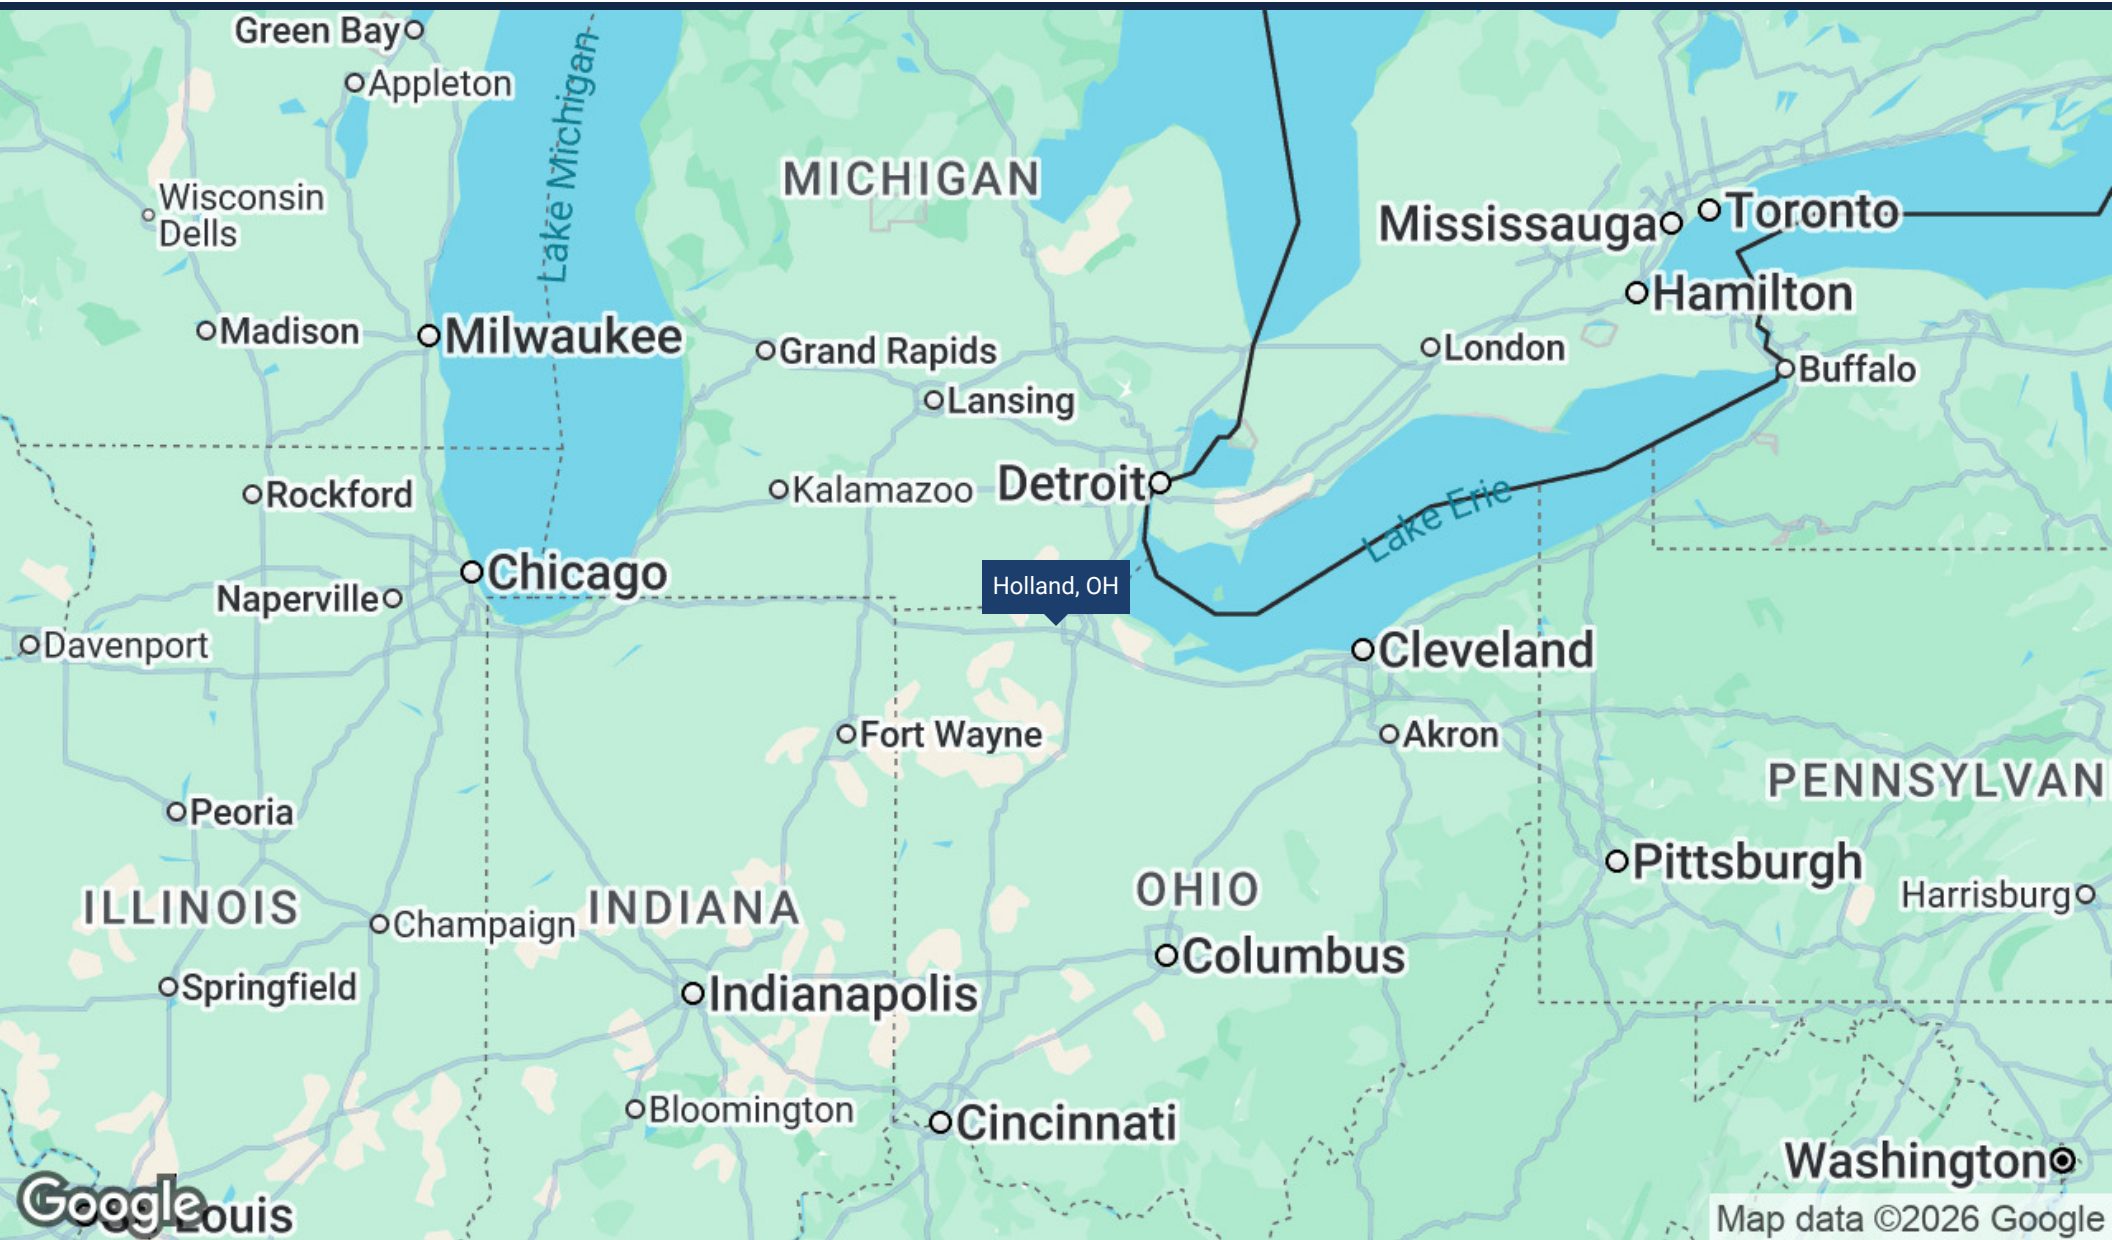 Green Bay
Appleton
Lake Michigan
MICHIGAN
Wisconsin
Dells
Mississauga
Toronto
Hamilton
Madison
Milwaukee
Grand Rapids
London
Buffalo
Lansing
Rockford
Kalamazoo
Detroit
Lake Erie
Chicago
Holland, OH
Naperville
Davenport
Cleveland
Fort Wayne
Akron
PENNSYLVAN
Peoria
Pittsburgh
OHIO
Harrisburg
ILLINOIS
INDIANA
Champaign
Columbus
Springfield
Indianapolis
Bloomington
Cincinnati
Washington
Google
Louis
Map data ©2026 Google